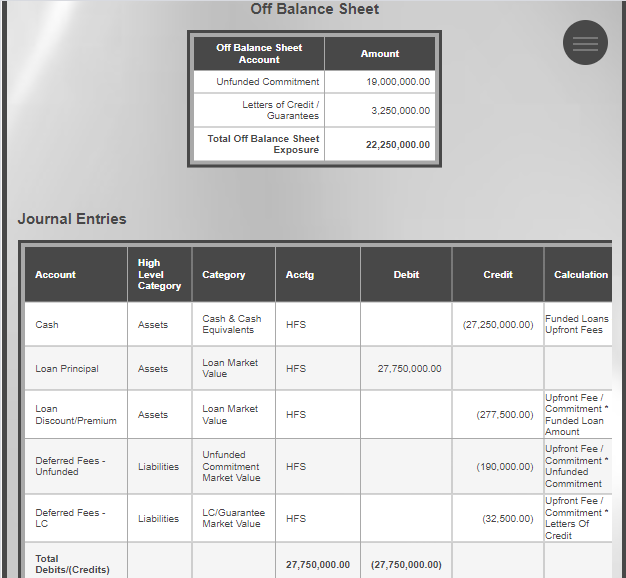 Off Balance Sheet
Off Balance Sheet
Account
Amount
Unfunded Commitment
19,000,000.00
Letters of Credit /
Guarantees
3,250,000.00
Total Off Balance Sheet
Exposure
22,250,000.00
Journal Entries
Account
High
Level
Category
Category
Acctg
Debit
Credit
Calculation
Cash
Assets
Cash & Cash
Equivalents
HFS
(27,250,000.00)
Funded Loans
Upfront Fees
Loan Principal
Assets
Loan Market
Value
HFS
27,750,000.00
Loan
Discount/Premium
Assets
Loan Market
Value
HFS
(277,500.00)
Upfront Fee /
Commitment *
Funded Loan
Amount
Deferred Fees -
Unfunded
Liabilities
Unfunded
Commitment
Market Value
HFS
(190,000.00)
Upfront Fee /
Commitment *
Unfunded
Commitment
Deferred Fees -
LC
Liabilities
LC/Guarantee
Market Value
HFS
(32,500.00)
Upfront Fee /
Commitment *
Letters Of
Credit
Total
Debits/(Credits)
27,750,000.00
(27,750,000.00)